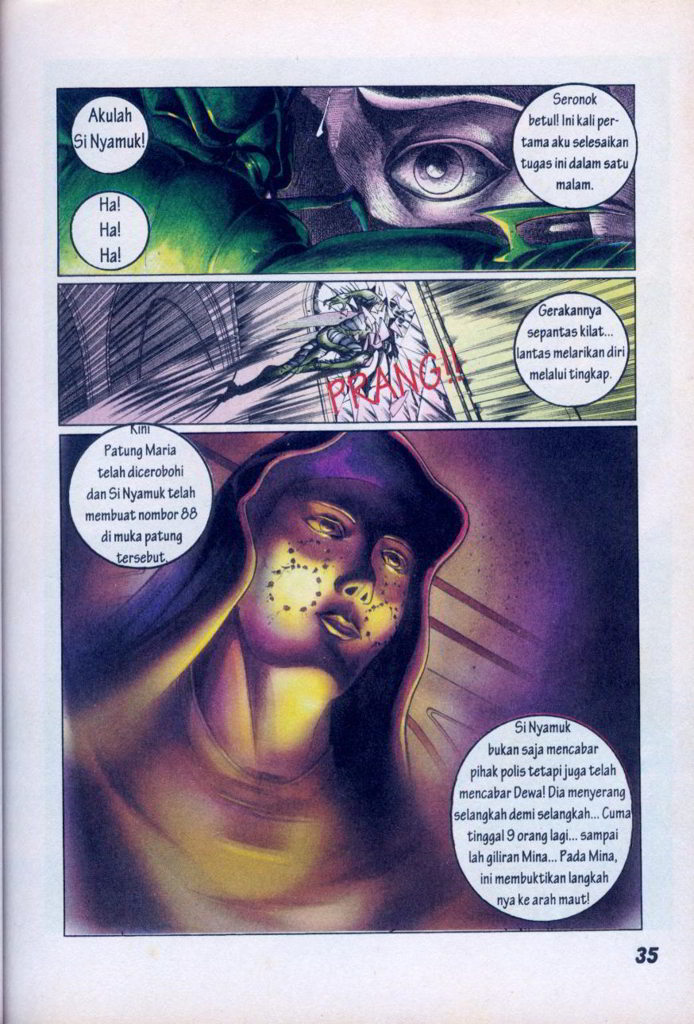 Akulah
Si Nyamuk!
Ha!
Ha!
Ha!
Seronok
betul! Ini kali per-
tama aku selesaikan
tugas ini dalam satu
malam.
Gerakannya
sepantas kilat...
lantas melarikan diri
melalui tingkap.
PRANG!!
Kini
Patung Maria
telah dicerobohi
dan Si Nyamuk telah
membuat nombor 88
di muka patung
tersebut.
Si Nyamuk
bukan saja mencabar
pihak polis tetapi juga telah
mencabar Dewa! Dia menyerang
selangkah demi selangkah... Cuma
tinggal 9 orang lagi... sampai
lah giliran Mina... Pada Mina,
ini membuktikan langkah
nya ke arah maut!
35